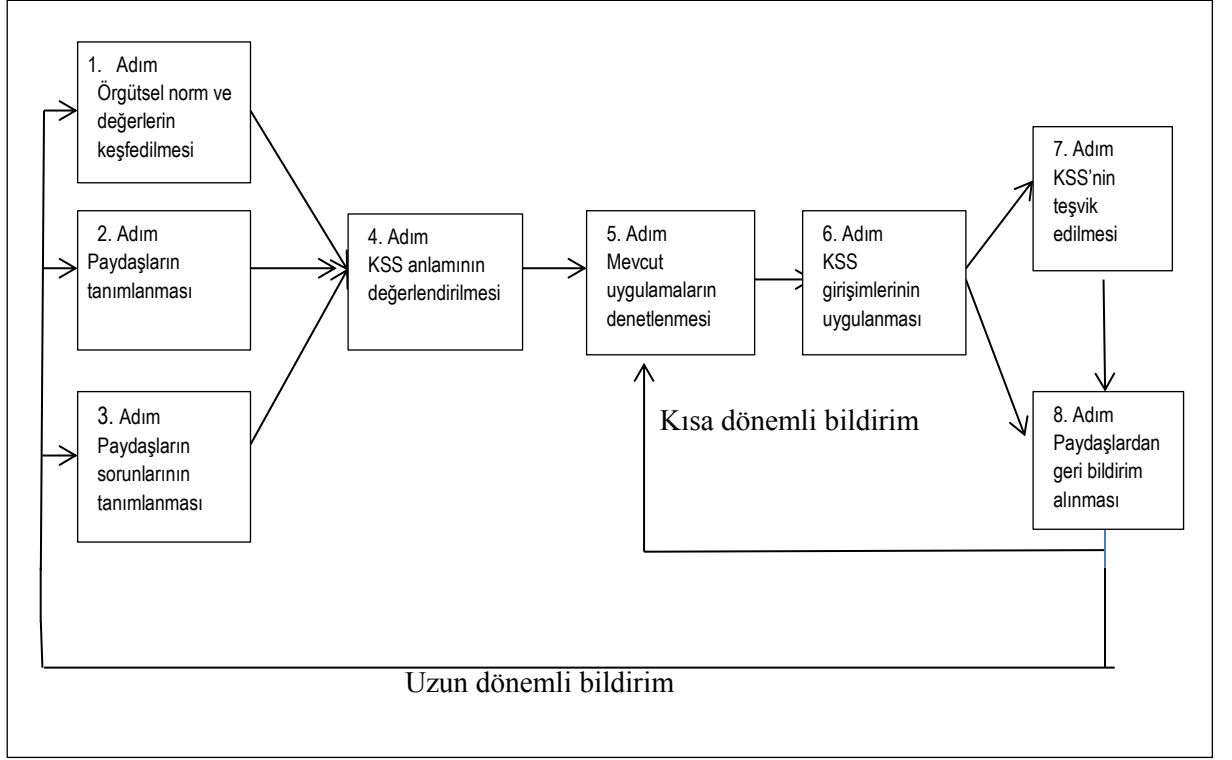 1. Adım
Örgütsel norm ve
değerlerin
keşfedilmesi
2. Adım
Paydaşların
tanımlanması
3. Adım
Paydaşların
sorunlarının
tanımlanması
4. Adım
KSS anlamının
değerlendirilmesi
5. Adım
Mevcut
uygulamaların
denetlenmesi
6. Adım
KSS
girişimlerinin
uygulanması
7. Adım
KSS’nin
teşvik
edilmesi
8. Adım
Paydaşlardan
geri bildirim
alınması
Kısa dönemli bildirim
Uzun dönemli bildirim